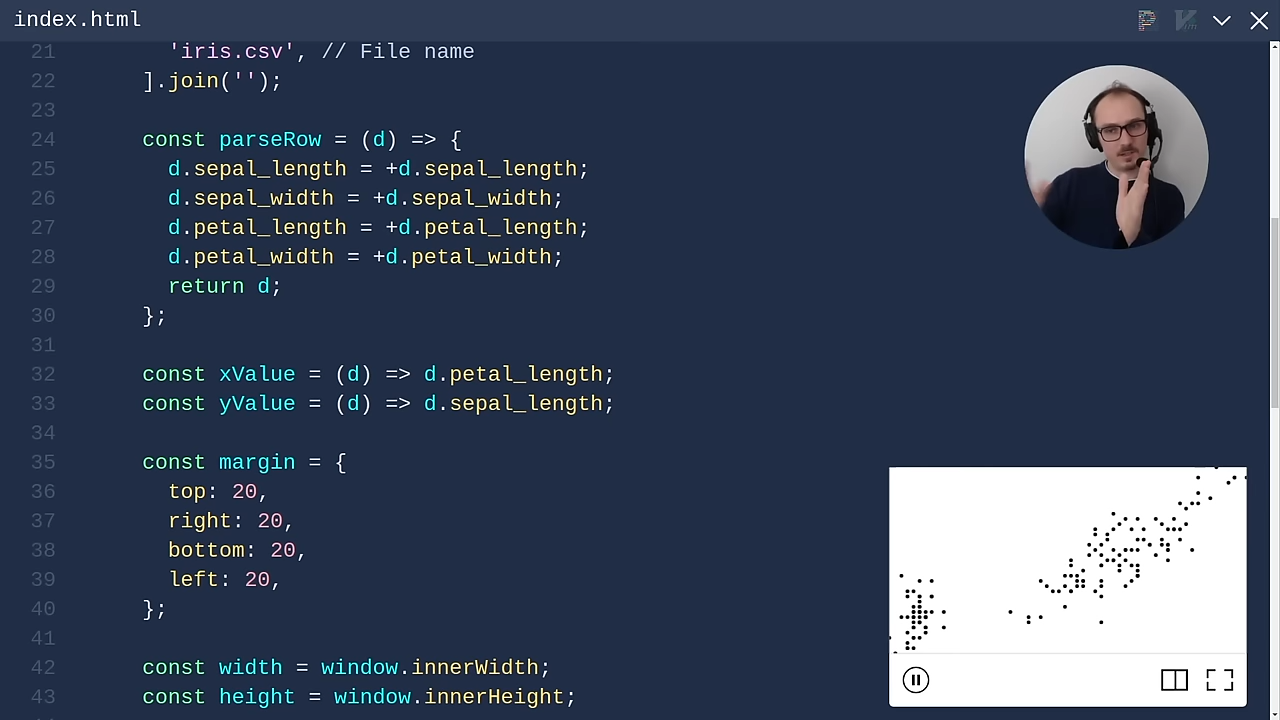 index.html
21 'iris.csv', // File name
22 ].join('');
23
24 const parseRow = (d) => {
25 d.sepal_length = +d.sepal_length;
26 d.sepal_width = +d.sepal_width;
27 d.petal_length = +d.petal_length;
28 d.petal_width = +d.petal_width;
29 return d;
30 };
31
32 const xValue = (d) => d.petal_length;
33 const yValue = (d) => d.sepal_length;
34
35 const margin = {
36 top: 20,
37 right: 20,
38 bottom: 20,
39 left: 20,
40 };
41
42 const width = window.innerWidth;
43 const height = window.innerHeight;